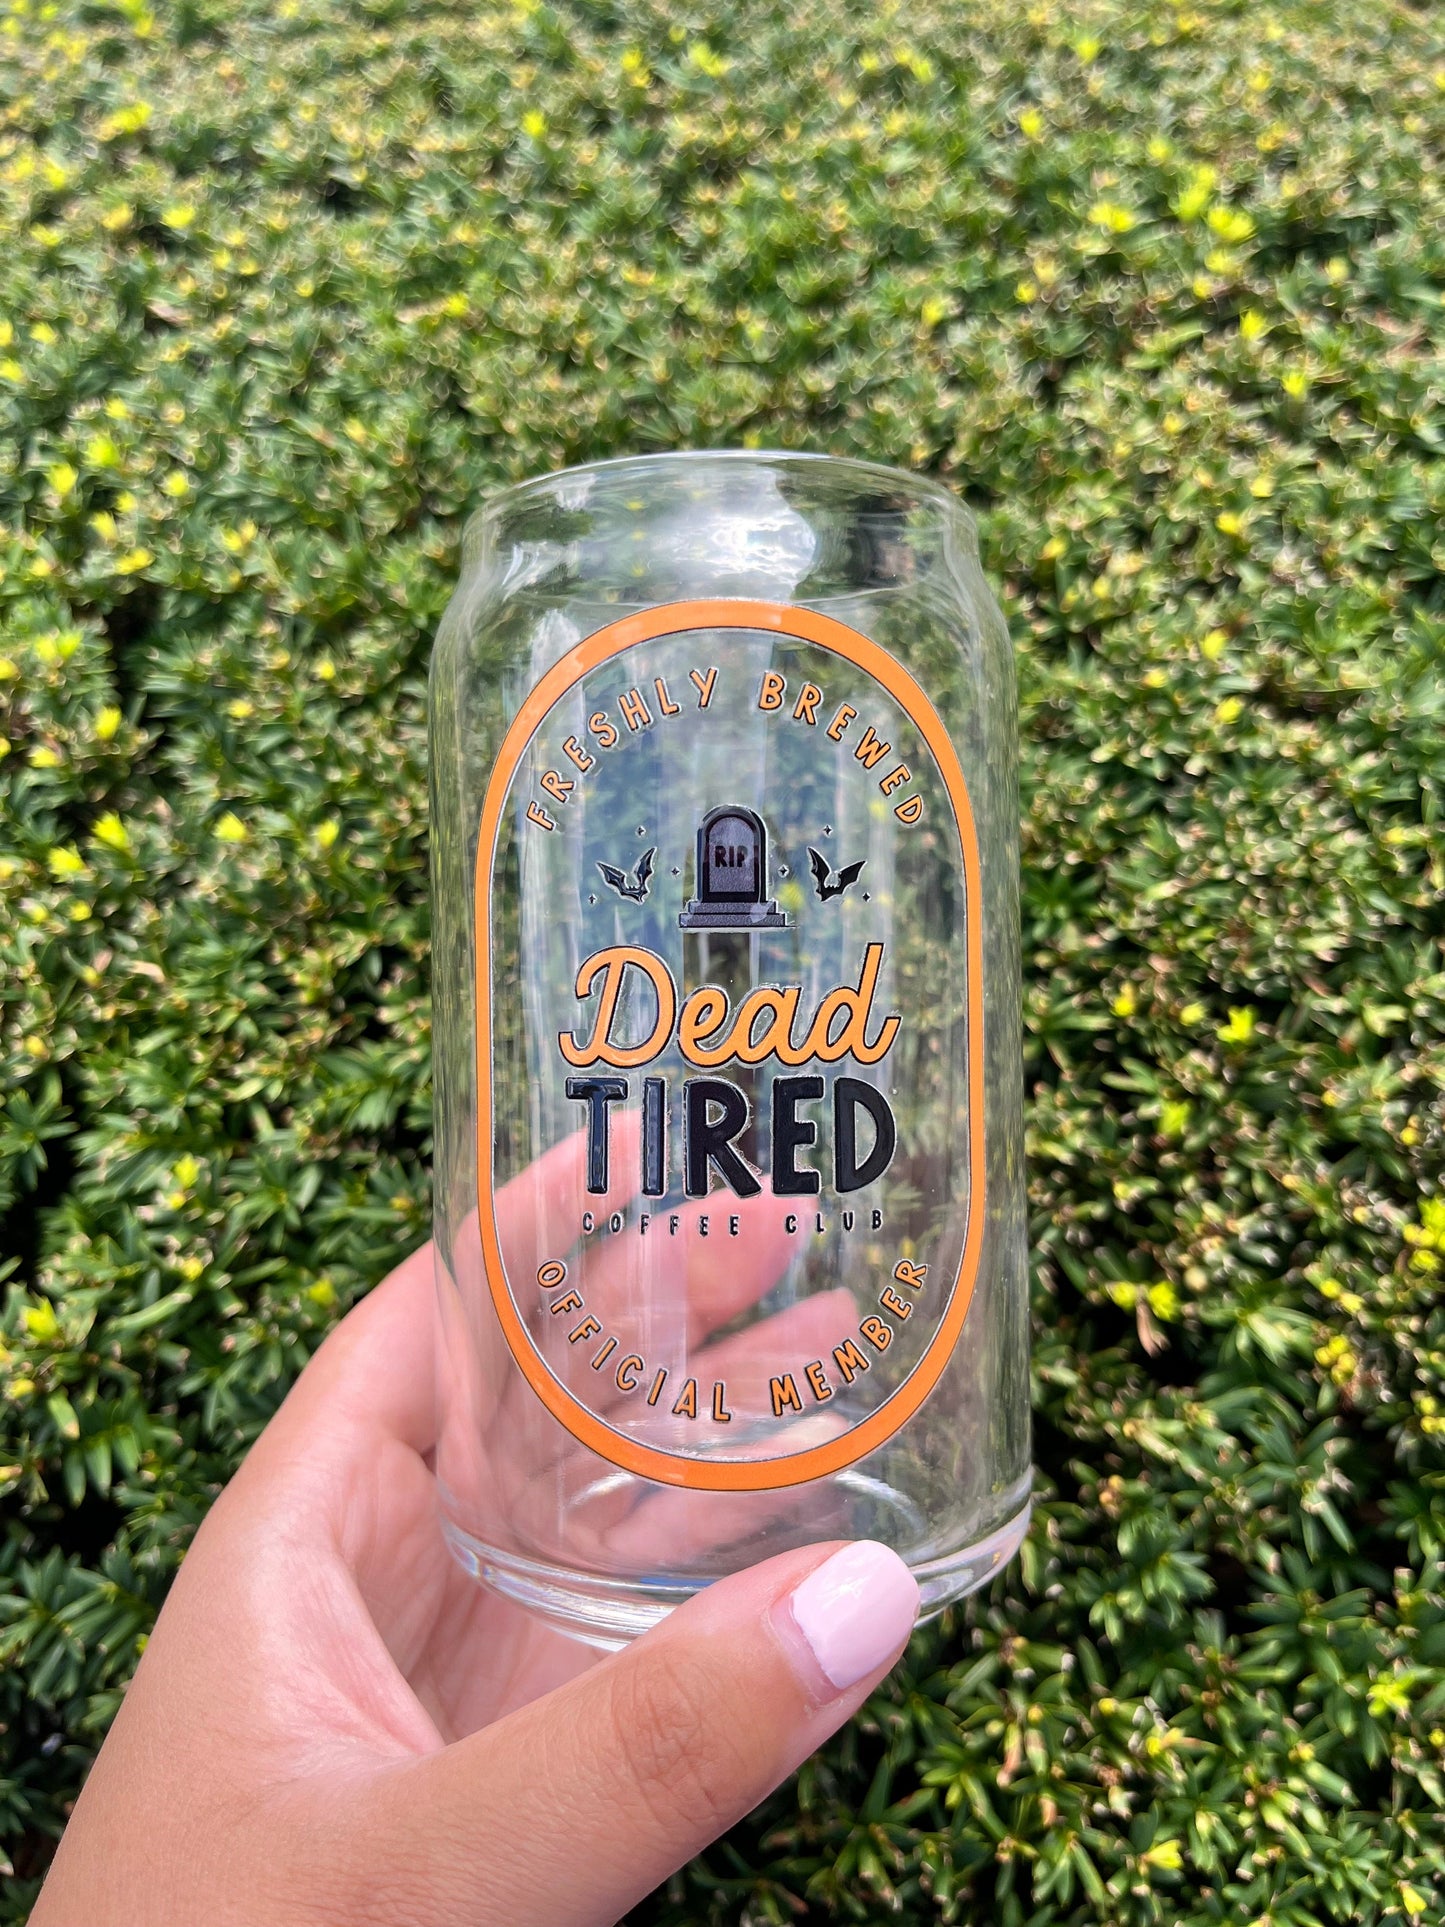 FRESHLY BREWED
RIP
Dead
TIRED
COFFEE CLUB
OFFICIAL MEMBER